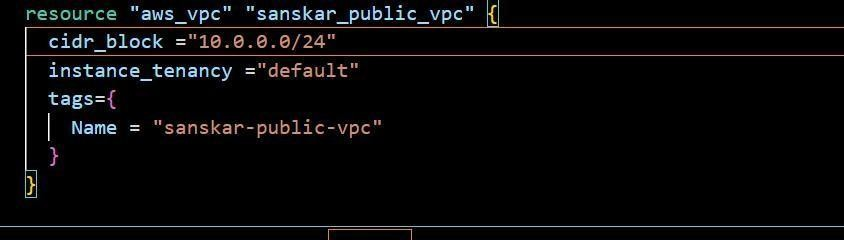 resource "aws_vpc" "sanskar_public_vpc" {
cidr_block ="10.0.0.0/24"
instance_tenancy ="default"
tags={
Name = "sanskar-public-vpc"
}
}